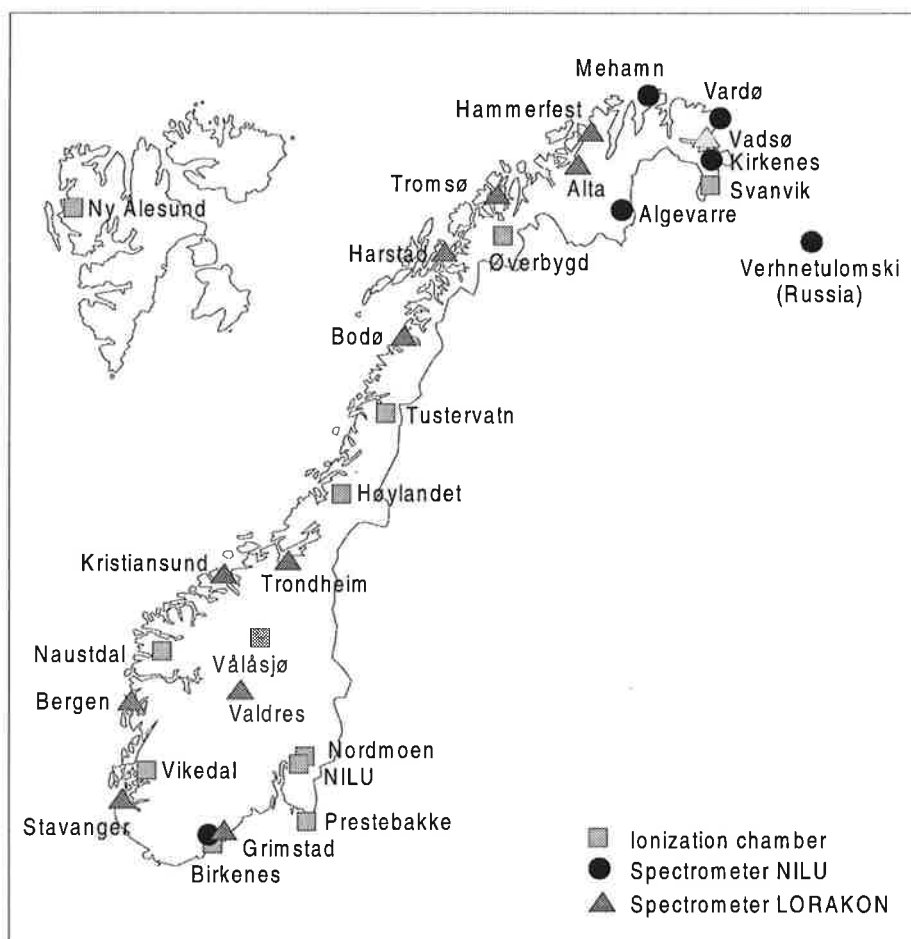 Mehamn
Vardø
Hammerfest
Vadsø
Kirkenes
Tromsø
Alta
Svanvik
Ny Ålesund
Algevarre
Harstad
Øverbygd
Verhnetulomski
(Russia)
Bodø
Tustervatn
Høylandet
Kristiansund
Trondheim
Naustdal
Vålåsjø
Bergen
Valdres
Nordmoen
Vikedal
NILU
Stavanger
Prestebakke
Grimstad
Birkenes
Ionization chamber
Spectrometer NILU
Spectrometer LORAKON